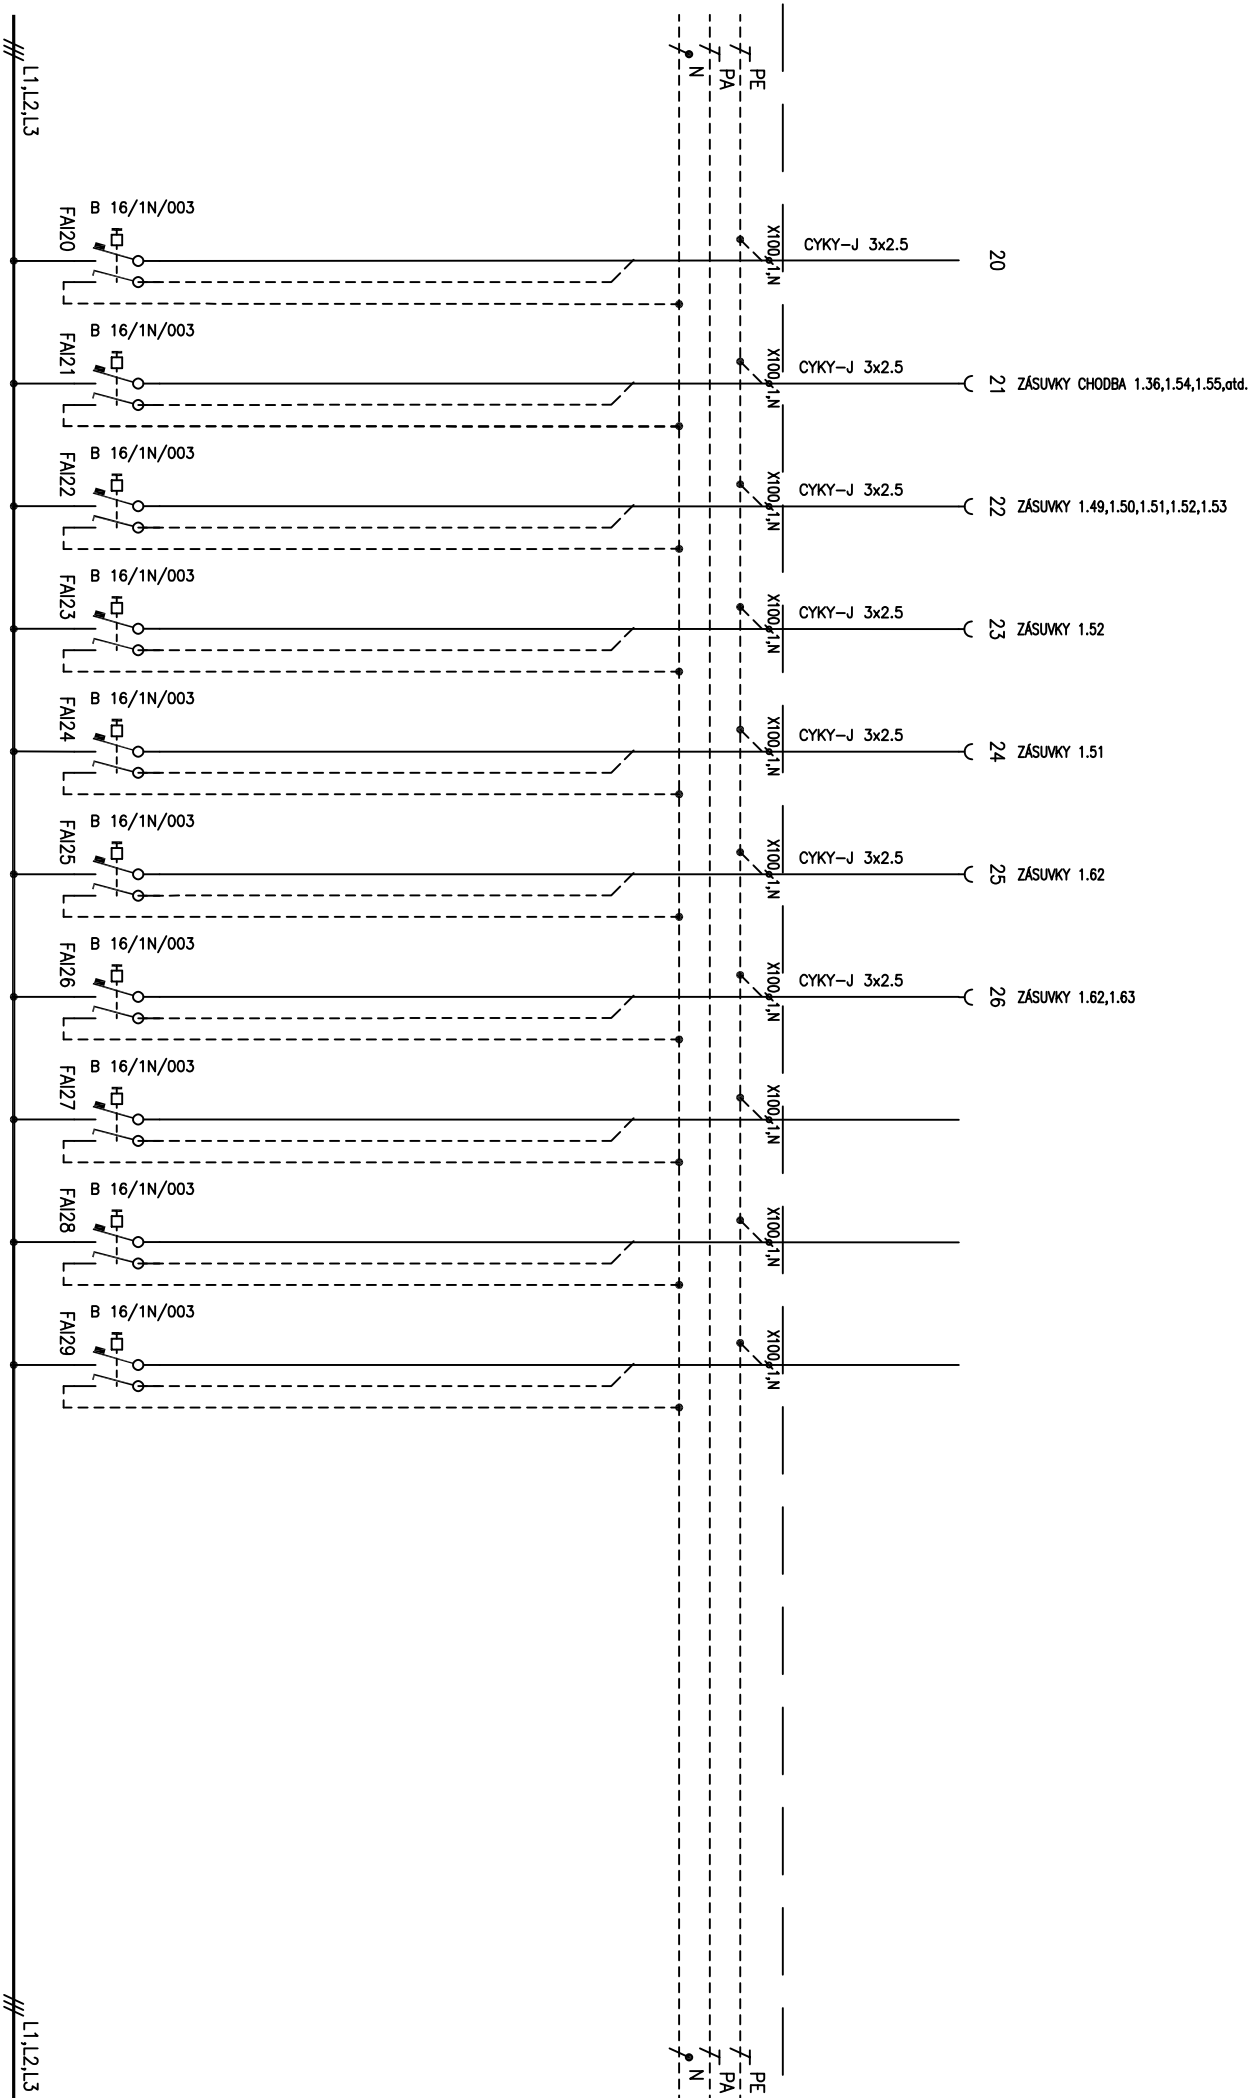 L1,L2,L3
N
PA
PE
B 16/1N/003
FAI20
X100,1,N
CYKY-J 3x2.5
20
B 16/1N/003
FAI21
X100,1,N
CYKY-J 3x2.5
21
ZÁSUVKY CHODBA 1.36,1.54,1.55,atd.
B 16/1N/003
FAI22
X100,1,N
CYKY-J 3x2.5
22
ZÁSUVKY 1.49,1.50,1.51,1.52,1.53
B 16/1N/003
FAI23
X100,1,N
CYKY-J 3x2.5
23
ZÁSUVKY 1.52
B 16/1N/003
FAI24
X100,1,N
CYKY-J 3x2.5
24
ZÁSUVKY 1.51
B 16/1N/003
FAI25
X100,1,N
CYKY-J 3x2.5
25
ZÁSUVKY 1.62
B 16/1N/003
FAI26
X100,1,N
CYKY-J 3x2.5
26
ZÁSUVKY 1.62,1.63
B 16/1N/003
FAI27
X100,1,N
B 16/1N/003
FAI28
X100,1,N
B 16/1N/003
FAI29
X100,1,N
L1,L2,L3
N
PA
PE